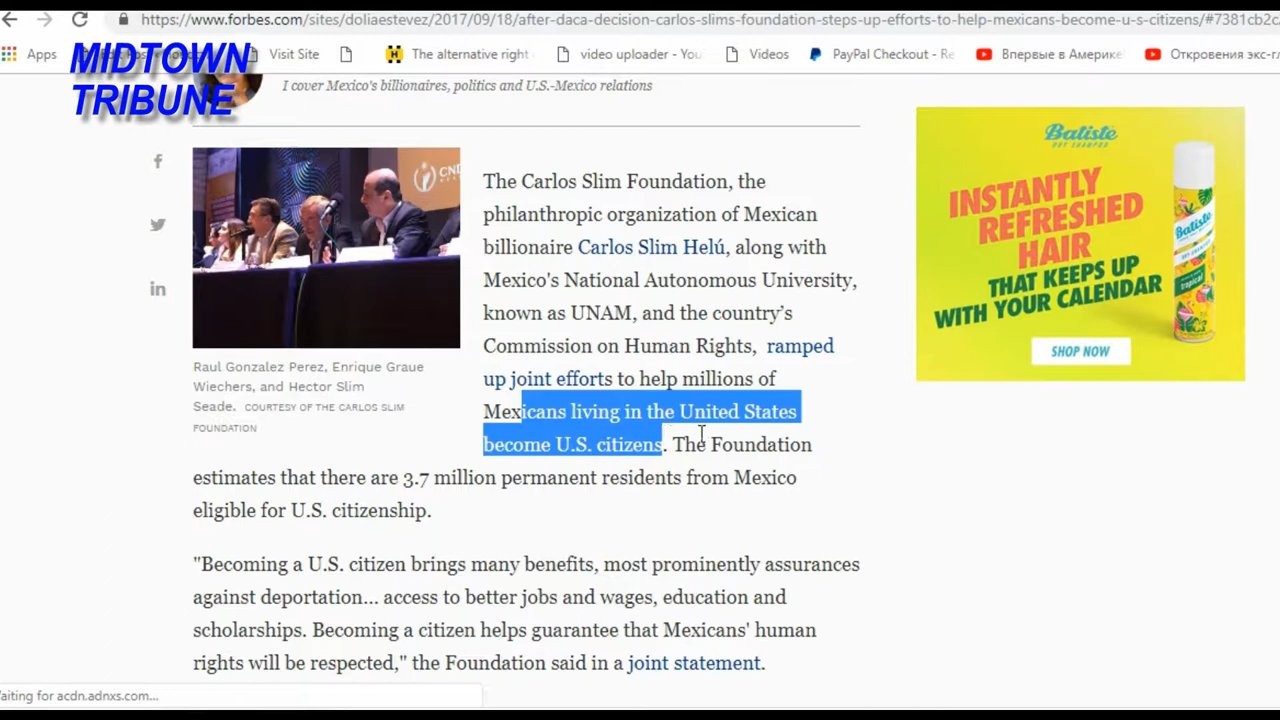 https://www.forbes.com/sites/doliaestevez/2017/09/18/after-daca-decision-carlos-slims-foundation-steps-up-efforts-to-help-mexicans-become-u-s-citizens/#7381cb2c
Apps
Visit Site
The alternative right
video uploader - You
Videos
PayPal Checkout - Re
Впервые в Америке
Откровения экс-г
MIDTOWN
TRIBUNE
I cover Mexico's billionaires, politics and U.S.-Mexico relations
The Carlos Slim Foundation, the
philanthropic organization of Mexican
billionaire Carlos Slim Helú, along with
Mexico's National Autonomous University,
known as UNAM, and the country's
Commission on Human Rights, ramped
up joint efforts to help millions of
Mexicans living in the United States
become U.S. citizens. The Foundation
estimates that there are 3.7 million permanent residents from Mexico
eligible for U.S. citizenship.
CND
Raul Gonzalez Perez, Enrique Graue
Wiechers, and Hector Slim
Seade. COURTESY OF THE CARLOS SLIM
FOUNDATION
"Becoming a U.S. citizen brings many benefits, most prominently assurances
against deportation... access to better jobs and wages, education and
scholarships. Becoming a citizen helps guarantee that Mexicans' human
rights will be respected," the Foundation said in a joint statement.
Batiste
DRY SHAMPOO
INSTANTLY
REFRESHED
HAIR
THAT KEEPS UP
WITH YOUR CALENDAR
SHOP NOW
Batiste
tropical
aiting for acdn.adnxs.com...